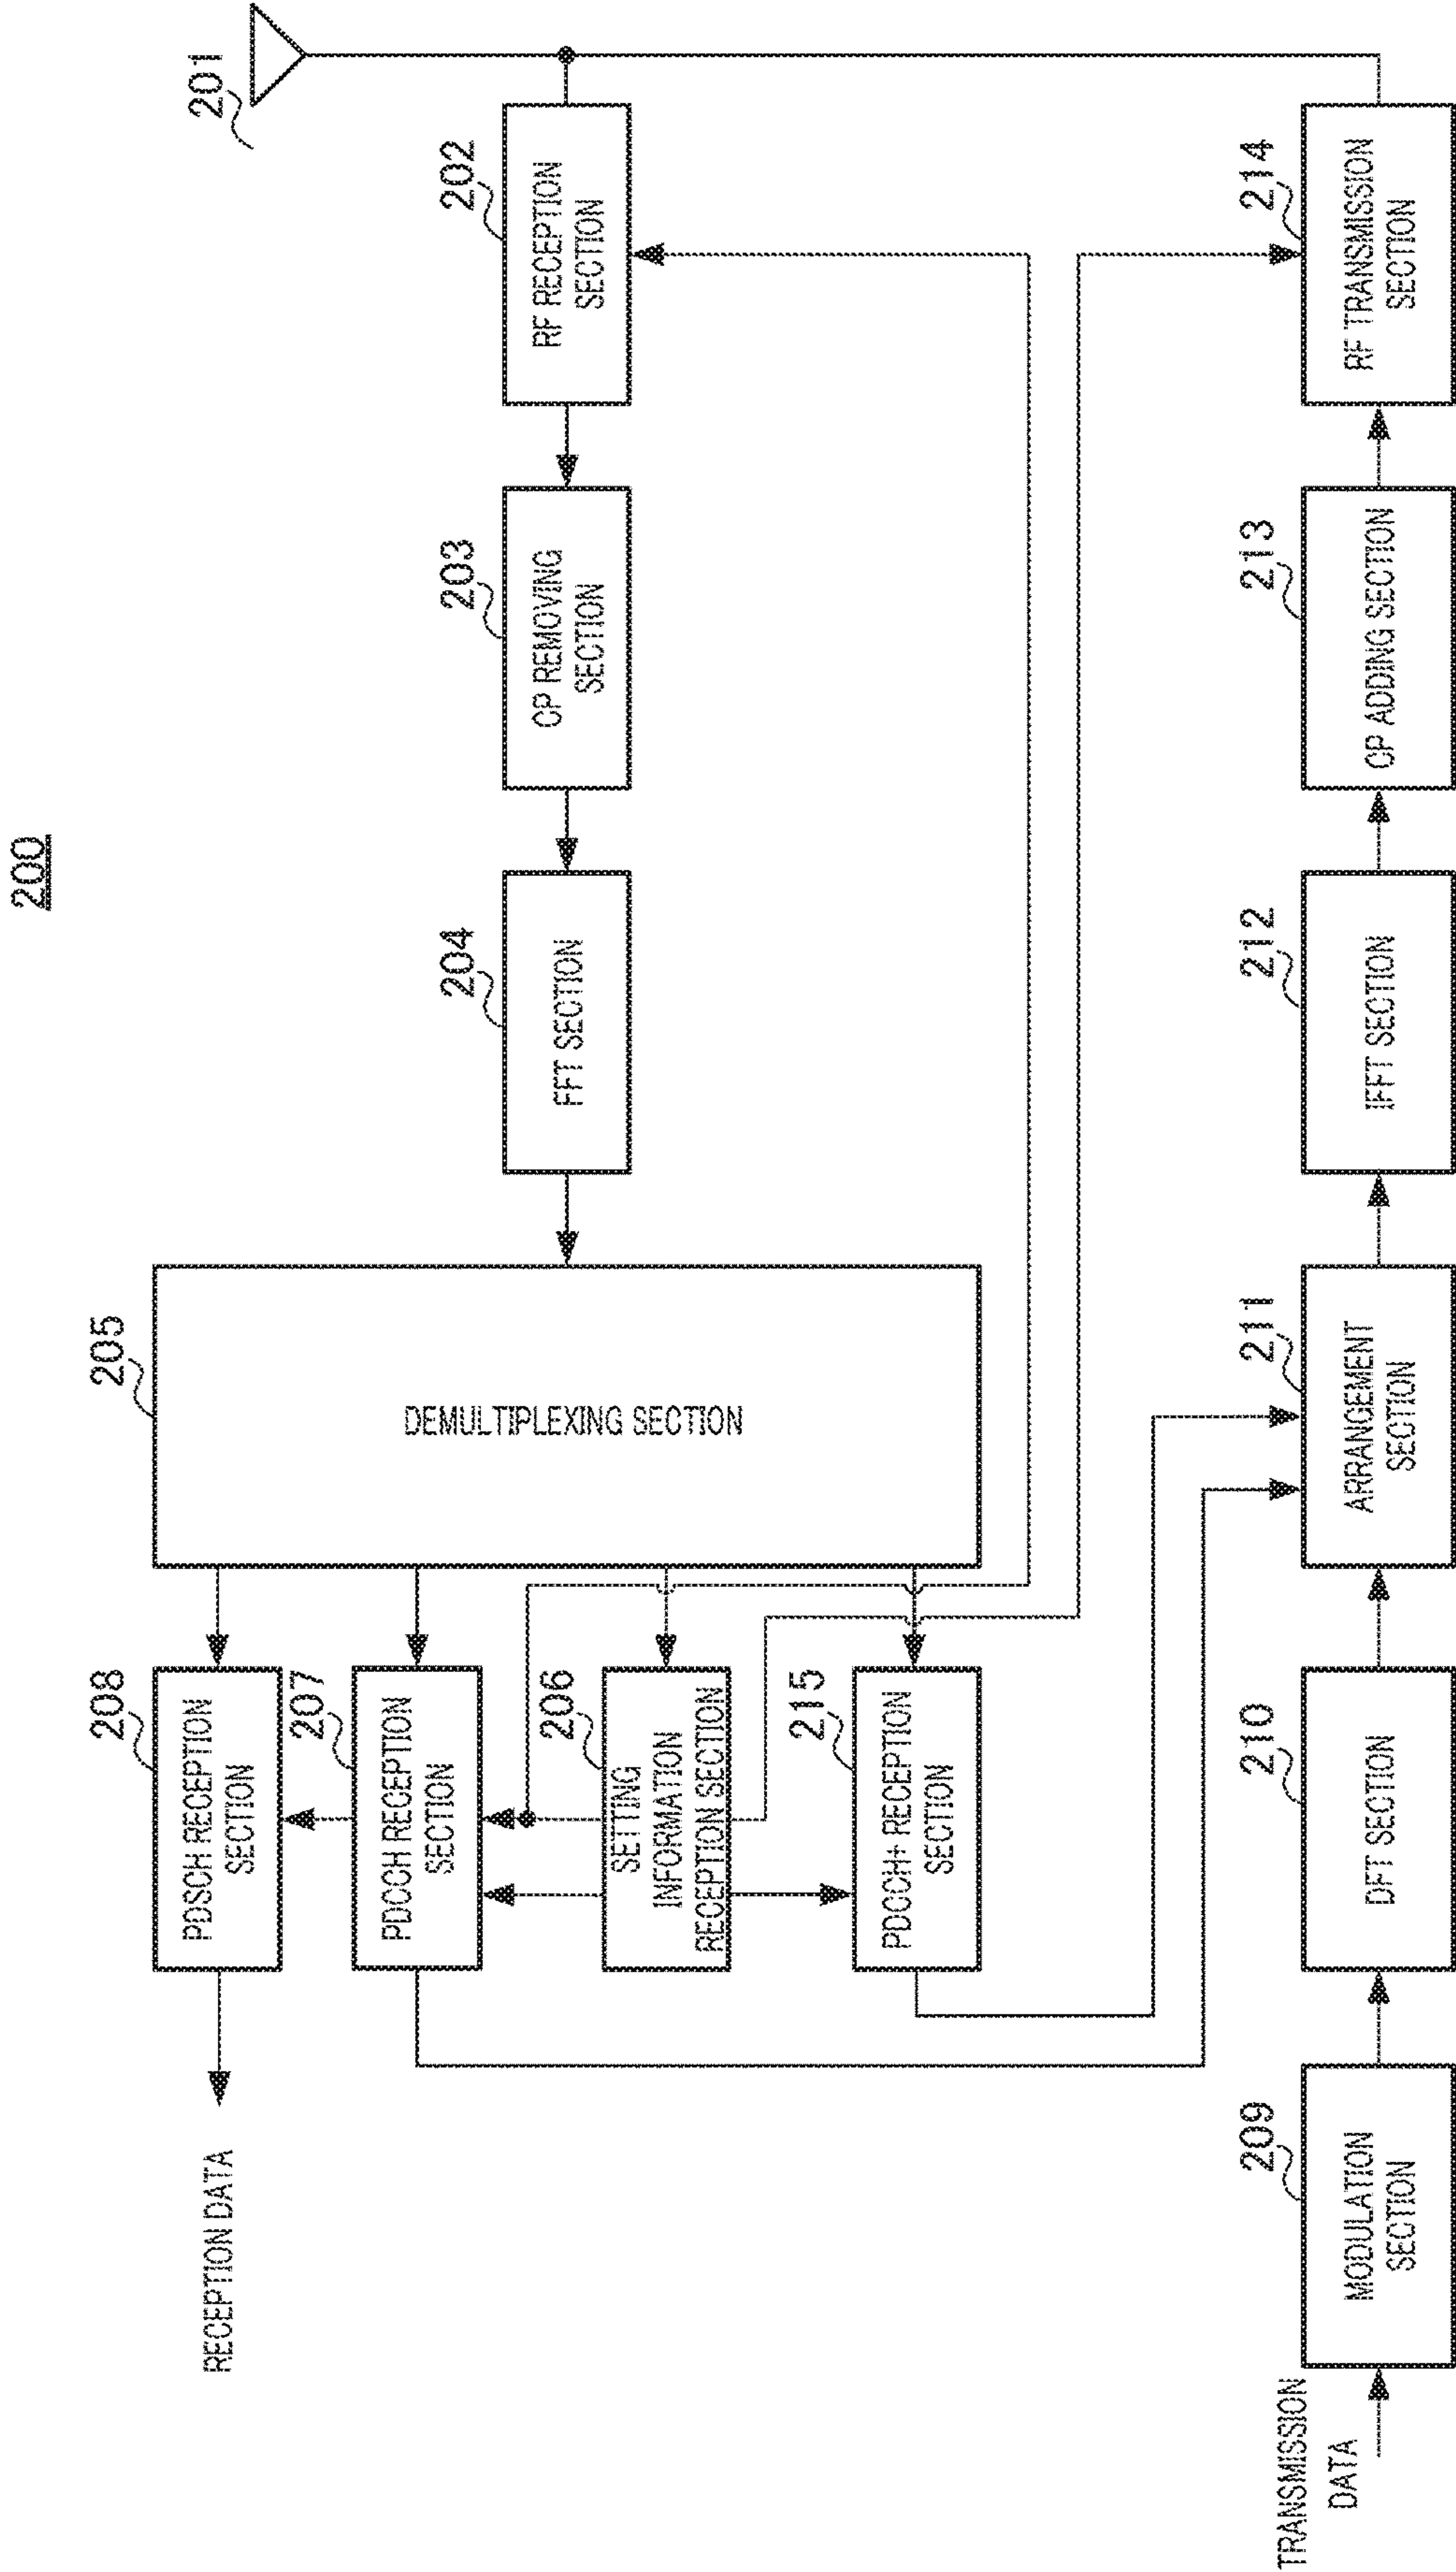 200
201
202
RF RECEPTION
SECTION
203
CP REMOVING
SECTION
204
FFT SECTION
205
DEMULTIPLEXING SECTION
208
PDSCH RECEPTION
SECTION
207
PDCCH RECEPTION
SECTION
206
SETTING
INFORMATION
RECEPTION SECTION
215
PDCCH+ RECEPTION
SECTION
RECEPTION DATA
TRANSMISSION
DATA
209
MODULATION
SECTION
210
DFT SECTION
211
ARRANGEMENT
SECTION
212
IFFT SECTION
213
CP ADDING SECTION
214
RF TRANSMISSION
SECTION